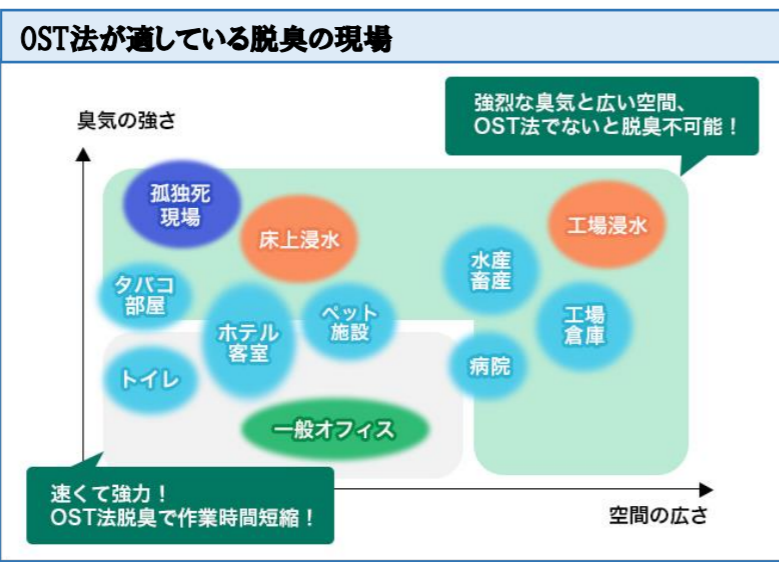 OST法が適している脱臭の現場
強烈な臭気と広い空間、
OST法でないと脱臭不可能！
臭気の強さ
孤独死
現場
床上浸水
工場浸水
水産
畜産
タバコ
部屋
ホテル
客室
ペット
施設
工場
倉庫
トイレ
病院
一般オフィス
速くて強力！
OST法脱臭で作業時間短縮！
空間の広さ